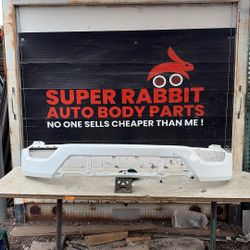 SUPER RABBIT
AUTO BODY PARTS
NO ONE SELLS CHEAPER THAN ME !